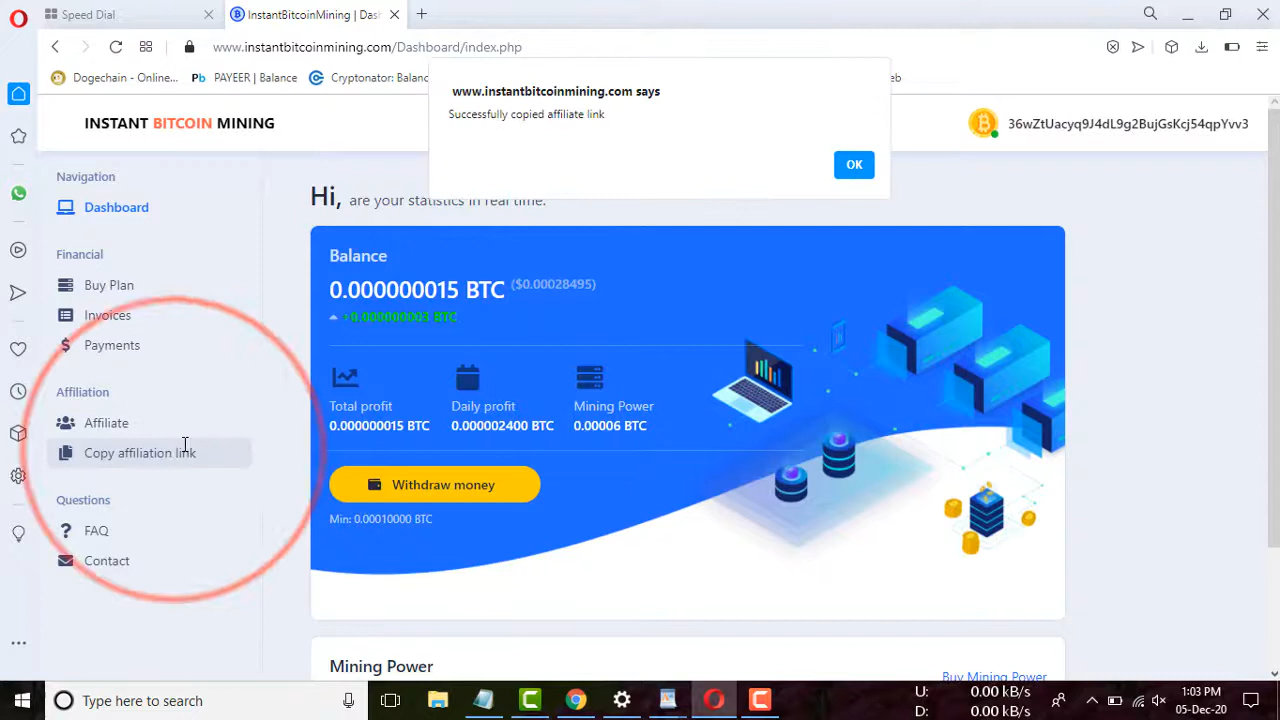 Speed Dial
InstantBitcoinMining | Das
www.instantbitcoinmining.com/Dashboard/index.php
Dogechain - Online...
Pb PAYEER | Balance
Cryptonator: Balanc
eb
www.instantbitcoinmining.com says
Successfully copied affiliate link
OK
INSTANT BITCOIN MINING
36wZtUacyq9J4dL9g2BujGsKcj54qpYvv3
Navigation
Dashboard
Financial
Buy Plan
Invoices
Payments
Affiliation
Affiliate
Copy affiliation link
Questions
FAQ
Contact
Hi, are your statistics in real time.
Balance
0.000000015 BTC ($0.00028495)
+0.000000003 BTC
Total profit
0.000000015 BTC
Daily profit
0.000002400 BTC
Mining Power
0.00006 BTC
Withdraw money
Min: 0.00010000 BTC
Mining Power
Buy Mining Power
Type here to search
U: 0.00 kB/s
D: 0.00 kB/s
1:03 PM
05-Dec-20